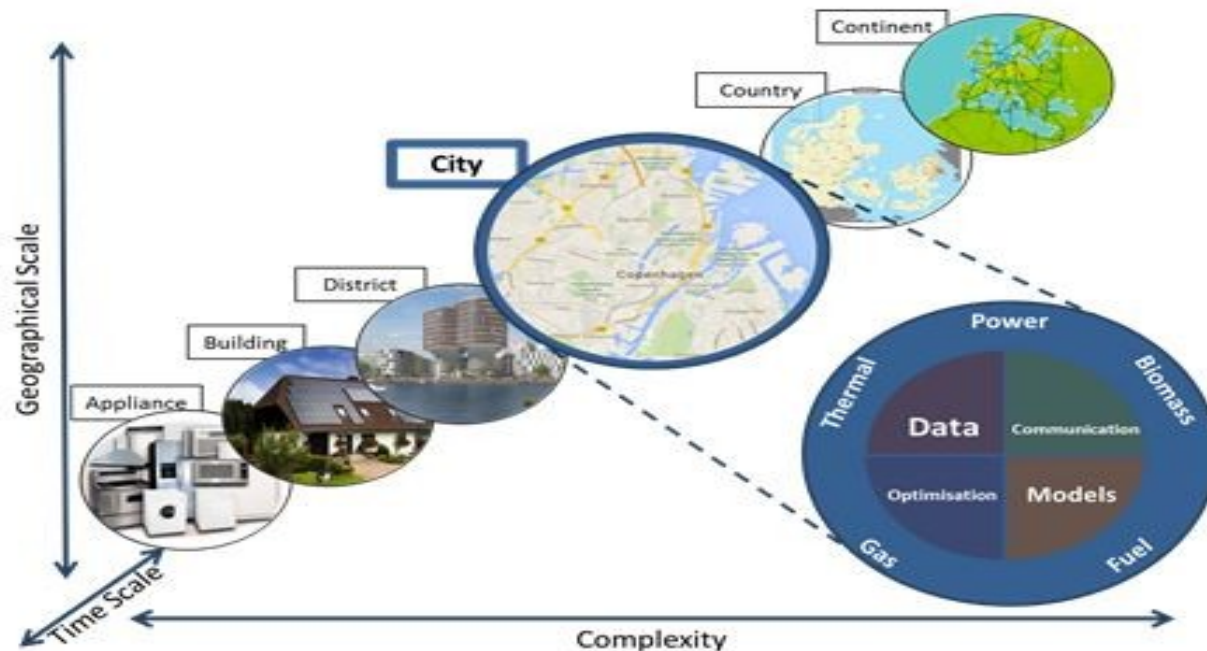 Continent
Country
City
District
Building
Appliance
Copenhagen
Geographical Scale
Time Scale
Complexity
Power
Thermal
Biomass
Data
Communication
Optimisation
Models
Gas
Fuel